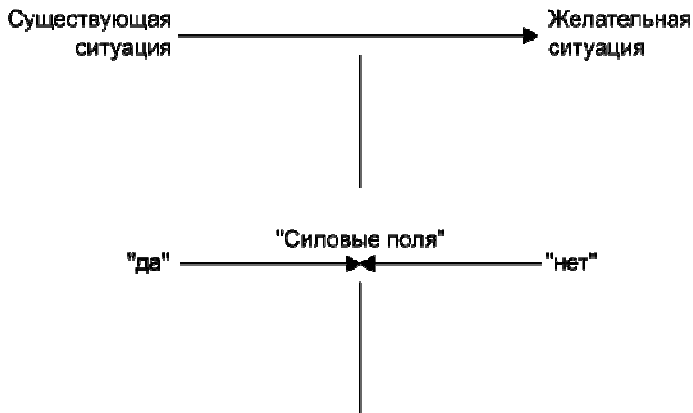 Существующая
ситуация
Желательная
ситуация
"Силовые поля"
"да"
"нет"